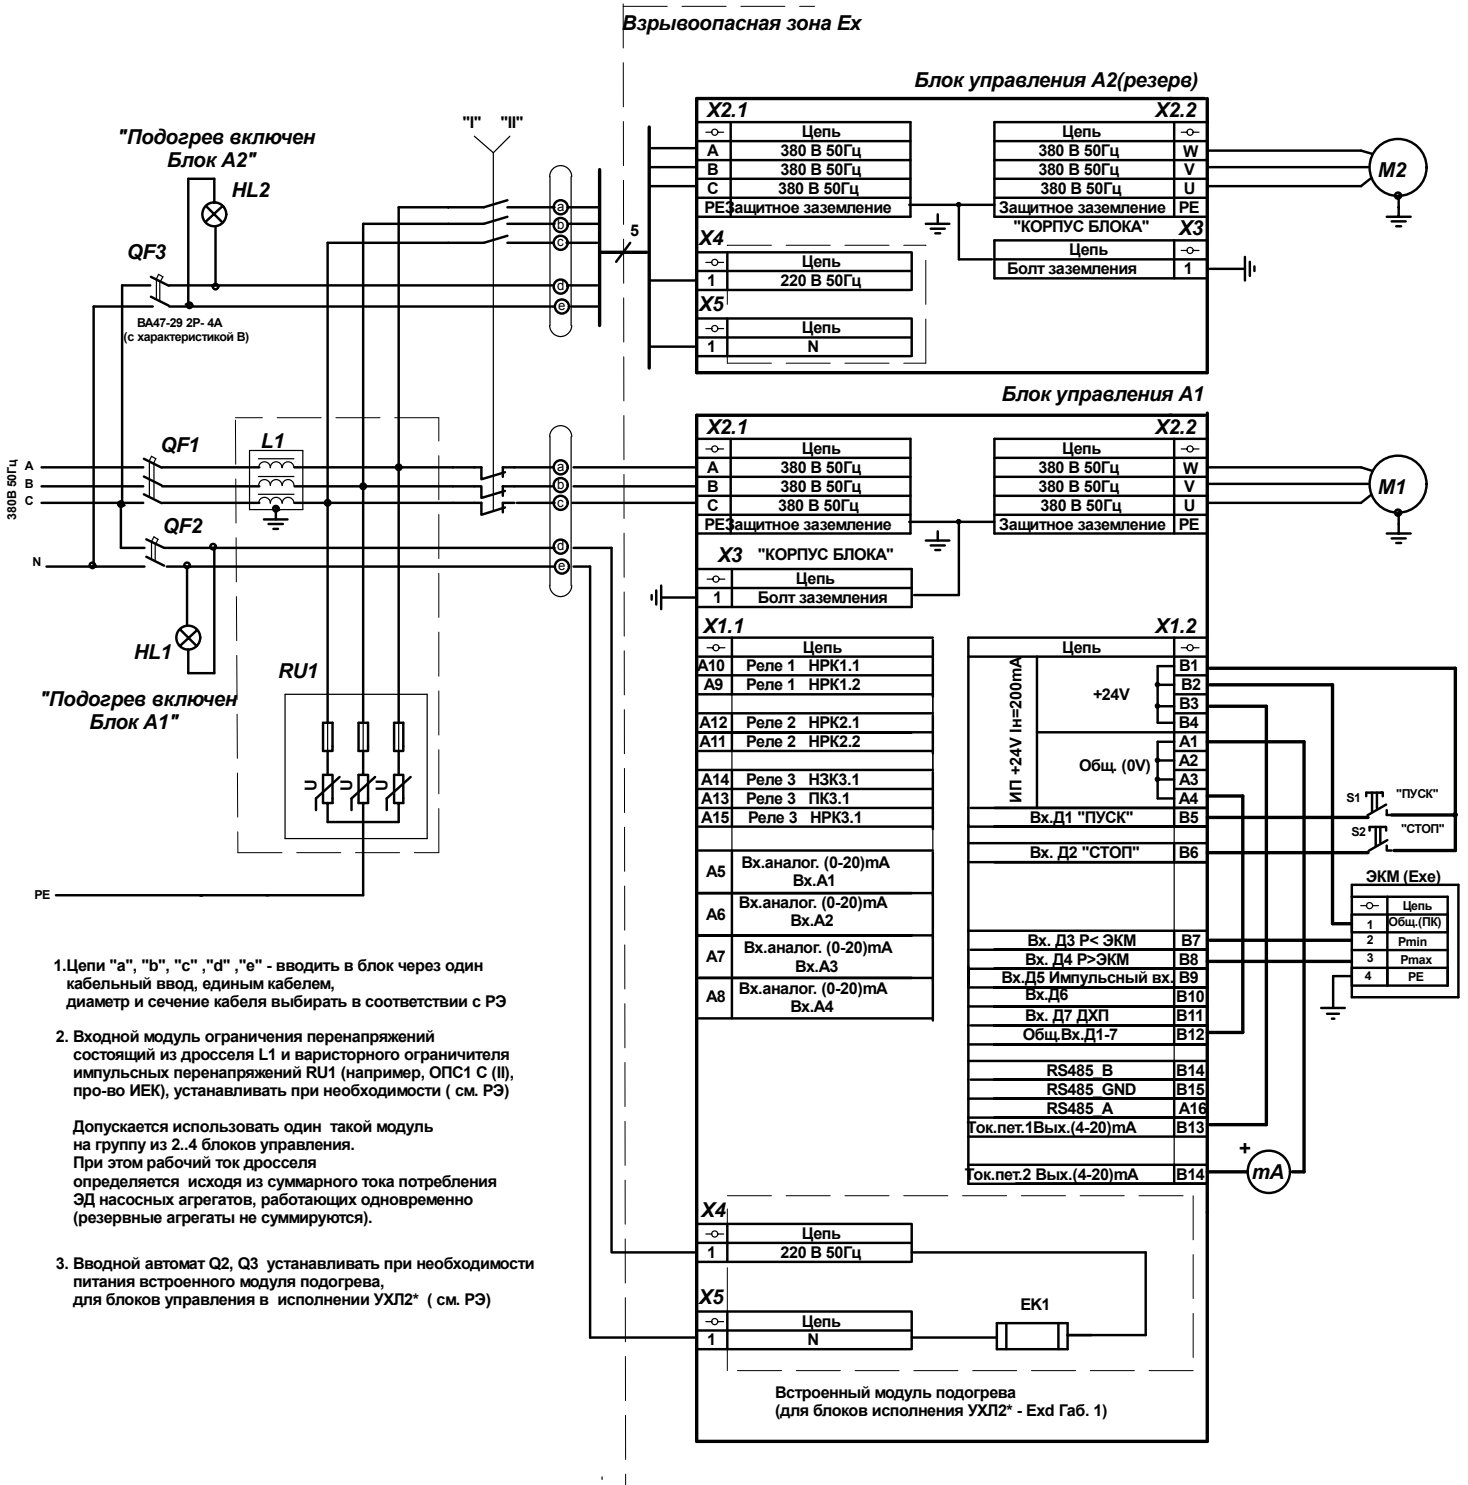 Взрывоопасная зона Ex
Блок управления A2(резерв)
X2.1
X2.2
Цепь
Цепь
A 380 В 50Гц
380 В 50Гц W
B 380 В 50Гц
380 В 50Гц V
C 380 В 50Гц
380 В 50Гц U
PE Защитное заземление
Защитное заземление PE
"КОРПУС БЛОКА" X3
Цепь
Болт заземления 1
X4
Цепь
1 220 В 50Гц
X5
Цепь
1 N
M2
5
"I" "II"
"Подогрев включен
Блок А2"
HL2
QF3
ВА47-29 2Р- 4А
(с характеристикой В)
a
b
c
d
e
Блок управления A1
X2.1
X2.2
Цепь
Цепь
A 380 В 50Гц
380 В 50Гц W
B 380 В 50Гц
380 В 50Гц V
C 380 В 50Гц
380 В 50Гц U
PE Защитное заземление
Защитное заземление PE
M1
X3 "КОРПУС БЛОКА"
Цепь
1 Болт заземления
380В 50Гц
A
B
C
N
QF1
L1
QF2
a
b
c
d
e
HL1
"Подогрев включен
Блок А1"
RU1
U
U
U
PE
X1.1
Цепь
A10 Реле 1 НРК1.1
A9 Реле 1 НРК1.2
A12 Реле 2 НРК2.1
A11 Реле 2 НРК2.2
A14 Реле 3 НЗК3.1
A13 Реле 3 ПК3.1
A15 Реле 3 НРК3.1
A5 Вх.аналог. (0-20)mA
Вх.А1
A6 Вх.аналог. (0-20)mA
Вх.А2
A7 Вх.аналог. (0-20)mA
Вх.А3
A8 Вх.аналог. (0-20)mA
Вх.А4
X1.2
Цепь
ИП +24V Iн=200mA
+24V
B1
B2
B3
B4
Общ. (0V)
A1
A2
A3
A4
Вх.Д1 "ПУСК" B5
Вх. Д2 "СТОП" B6
Вх. Д3 P< ЭКМ B7
Вх. Д4 P>ЭКМ B8
Вх.Д5 Импульсный вх. B9
Вх.Д6 B10
Вх. Д7 ДХП B11
Общ.Вх.Д1-7 B12
RS485_B B14
RS485_GND B15
RS485_A A16
Ток.пет.1Вых.(4-20)mA B13
Ток.пет.2 Вых.(4-20)mA B14
S1 "ПУСК"
S2 "СТОП"
ЭКМ (Exe)
Цепь
1 Общ.(ПК)
2 Pmin
3 Pmax
4 PE
+
mA
X4
Цепь
1 220 В 50Гц
X5
Цепь
1 N
EK1
Встроенный модуль подогрева
(для блоков исполнения УХЛ2* - Exd Габ. 1)
1.Цепи "a", "b", "c" ,"d" ,"e" - вводить в блок через один
кабельный ввод, единым кабелем,
диаметр и сечение кабеля выбирать в соответствии с РЭ
2. Входной модуль ограничения перенапряжений
состоящий из дросселя L1 и варисторного ограничителя
импульсных перенапряжений RU1 (например, ОПС1 С (II),
про-во ИЕК), устанавливать при необходимости ( см. РЭ)
Допускается использовать один такой модуль
на группу из 2..4 блоков управления.
При этом рабочий ток дросселя
определяется исходя из суммарного тока потребления
ЭД насосных агрегатов, работающих одновременно
(резервные агрегаты не суммируются).
3. Вводной автомат Q2, Q3 устанавливать при необходимости
питания встроенного модуля подогрева,
для блоков управления в исполнении УХЛ2* ( см. РЭ)